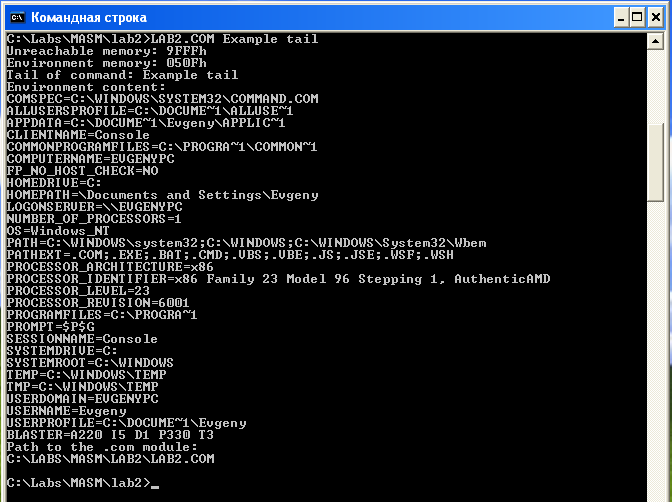 Командная строка
C:\Labs\MASM\lab2>LAB2.COM Example tail
Unreachable memory: 9FFFh
Environment memory: 050Fh
Tail of command: Example tail
Environment content:
COMSPEC=C:\WINDOWS\SYSTEM32\COMMAND.COM
ALLUSERSPROFILE=C:\DOCUME~1\ALLUSE~1
APPDATA=C:\DOCUME~1\Evgeny\APPLIC~1
CLIENTNAME=Console
COMMONPROGRAMFILES=C:\PROGRA~1\COMMON~1
COMPUTERNAME=EVGENYPC
FP_NO_HOST_CHECK=NO
HOMEDRIVE=C:
HOMEPATH=\Documents and Settings\Evgeny
LOGONSERVER=\\EVGENYPC
NUMBER_OF_PROCESSORS=1
OS=Windows_NT
PATH=C:\WINDOWS\system32;C:\WINDOWS;C:\WINDOWS\System32\Wbem
PATHEXT=.COM;.EXE;.BAT;.CMD;.VBS;.VBE;.JS;.JSE;.WSF;.WSH
PROCESSOR_ARCHITECTURE=x86
PROCESSOR_IDENTIFIER=x86 Family 23 Model 96 Stepping 1, AuthenticAMD
PROCESSOR_LEVEL=23
PROCESSOR_REVISION=6001
PROGRAMFILES=C:\PROGRA~1
PROMPT=$P$G
SESSIONNAME=Console
SYSTEMDRIVE=C:
SYSTEMROOT=C:\WINDOWS
TEMP=C:\WINDOWS\TEMP
TMP=C:\WINDOWS\TEMP
USERDOMAIN=EVGENYPC
USERNAME=Evgeny
USERPROFILE=C:\DOCUME~1\Evgeny
BLASTER=A220 I5 D1 P330 T3
Path to the .com module:
C:\LABS\MASM\LAB2\LAB2.COM
C:\Labs\MASM\lab2>_